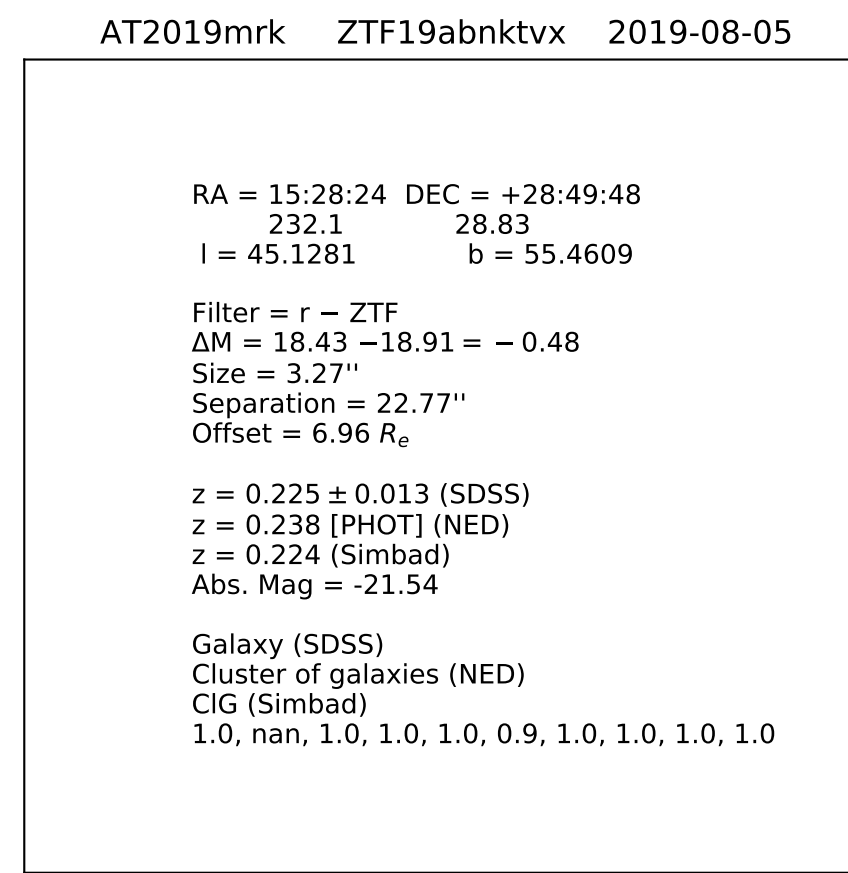 AT2019mrk ZTF19abnktvx 2019-08-05
RA = 15:28:24 DEC = +28:49:48
232.1 28.83
l = 45.1281 b = 55.4609
Filter = r − ZTF
ΔM = 18.43 −18.91 = − 0.48
Size = 3.27''
Separation = 22.77''
Offset = 6.96 Rₑ
z = 0.225 ± 0.013 (SDSS)
z = 0.238 [PHOT] (NED)
z = 0.224 (Simbad)
Abs. Mag = -21.54
Galaxy (SDSS)
Cluster of galaxies (NED)
ClG (Simbad)
1.0, nan, 1.0, 1.0, 1.0, 0.9, 1.0, 1.0, 1.0, 1.0